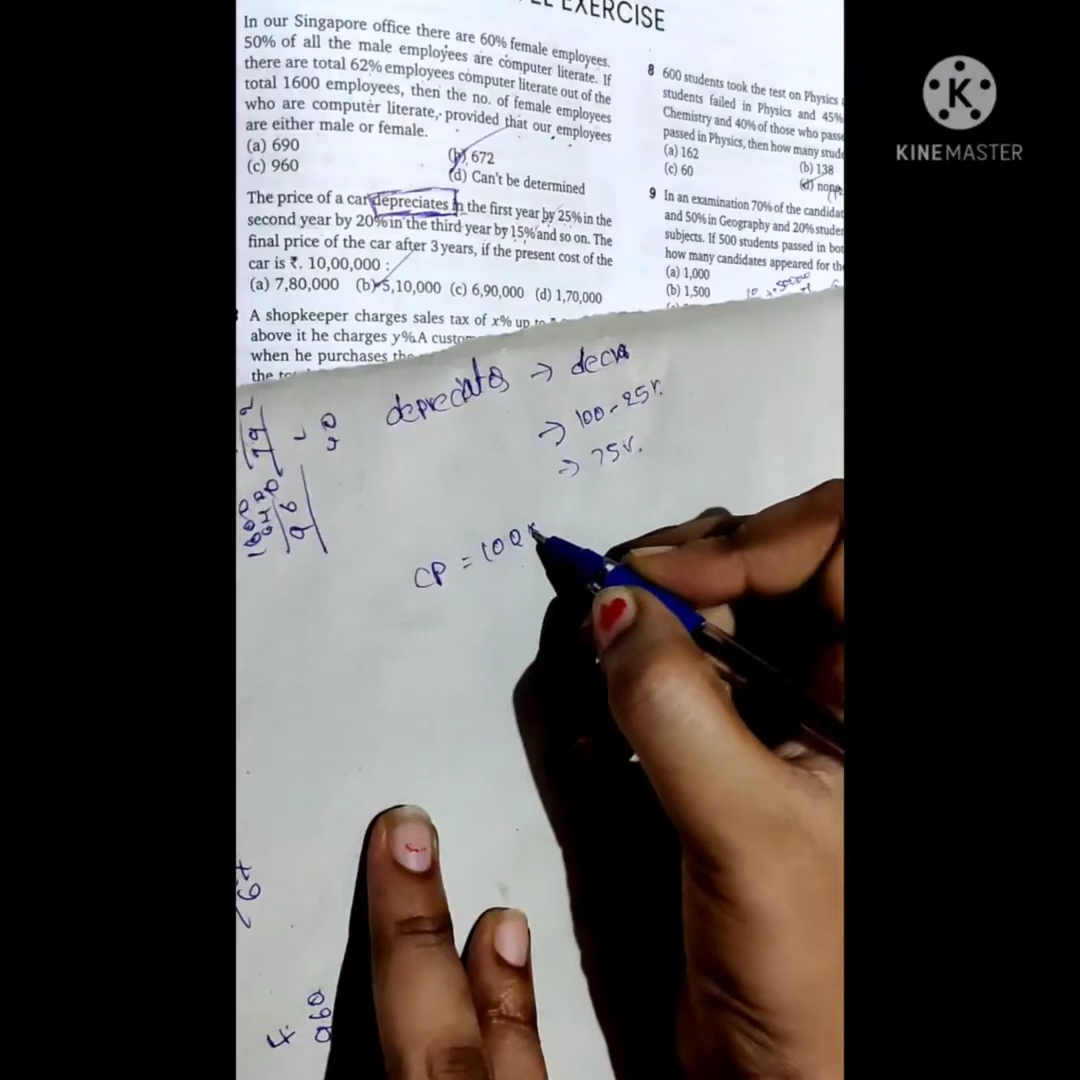 EXERCISE
In our Singapore office there are 60% female employees.
50% of all the male employees are computer literate. If
there are total 62% employees computer literate out of the
total 1600 employees, then the no. of female employees
who are computer literate, provided that our employees
are either male or female.
(a) 690
(b) 672
(c) 960
(d) Can't be determined
The price of a car depreciates in the first year by 25% in the
second year by 20% in the third year by 15% and so on. The
final price of the car after 3 years, if the present cost of the
car is ₹. 10,00,000 :
(a) 7,80,000 (b) 5,10,000 (c) 6,90,000 (d) 1,70,000
A shopkeeper charges sales tax of x% up to
above it he charges y%. A
when he purchases the
the
8 600 students took the test on Physics
students failed in Physics and 45%
Chemistry and 40% of those who
passed in Physics, then how many
(a) 162
(b) 138
(c) 60
(d) none
9 In an examination 70% of the
and 50% in Geography and 20%
subjects. If 500 students passed in
how many candidates appeared for
(a) 1,000
(b) 1,500
→
→ 100 - 25%
→ 75%
CP = 100
960
KINEMASTER